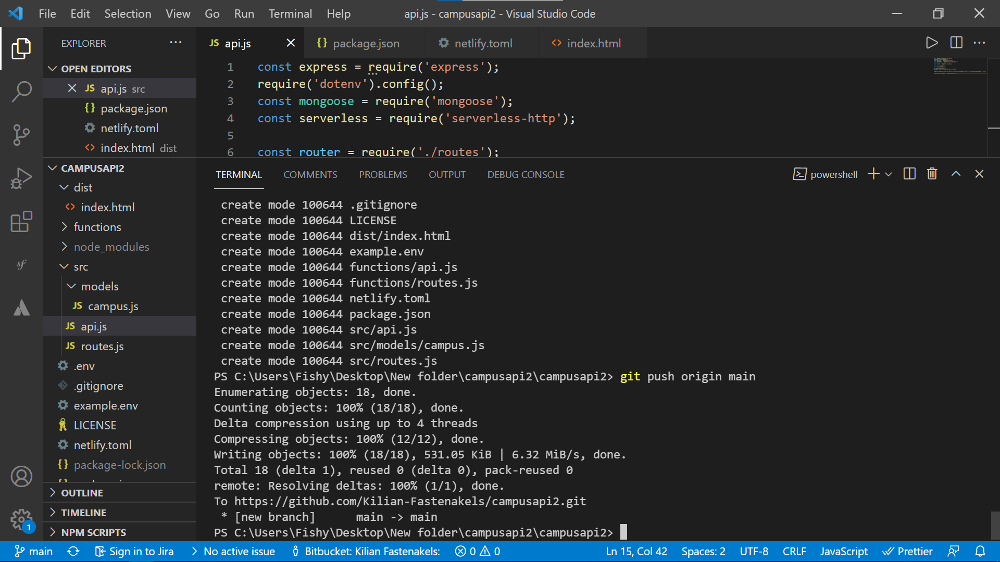 File Edit Selection View Go Run Terminal Help
api.js - campusapi2 - Visual Studio Code
EXPLORER
OPEN EDITORS
JS api.js src
{} package.json
netlify.toml
<> index.html dist
CAMPUSAPI2
dist
<> index.html
functions
node_modules
src
models
JS campus.js
JS api.js
JS routes.js
.env
.gitignore
example.env
LICENSE
netlify.toml
{} package-lock.json
OUTLINE
TIMELINE
NPM SCRIPTS
JS api.js
{} package.json
netlify.toml
<> index.html
1 const express = require('express');
2 require('dotenv').config();
3 const mongoose = require('mongoose');
4 const serverless = require('serverless-http');
5
6 const router = require('./routes');
TERMINAL COMMENTS PROBLEMS OUTPUT DEBUG CONSOLE
powershell
create mode 100644 .gitignore
create mode 100644 LICENSE
create mode 100644 dist/index.html
create mode 100644 example.env
create mode 100644 functions/api.js
create mode 100644 functions/routes.js
create mode 100644 netlify.toml
create mode 100644 package.json
create mode 100644 src/api.js
create mode 100644 src/models/campus.js
create mode 100644 src/routes.js
PS C:\Users\Fishy\Desktop\New folder\campusapi2\campusapi2> git push origin main
Enumerating objects: 18, done.
Counting objects: 100% (18/18), done.
Delta compression using up to 4 threads
Compressing objects: 100% (12/12), done.
Writing objects: 100% (18/18), 531.05 KiB | 6.32 MiB/s, done.
Total 18 (delta 1), reused 0 (delta 0), pack-reused 0
remote: Resolving deltas: 100% (1/1), done.
To https://github.com/Kilian-Fastenakels/campusapi2.git
* [new branch] main -> main
PS C:\Users\Fishy\Desktop\New folder\campusapi2\campusapi2>
1
main Sign in to Jira No active issue Bitbucket: Kilian Fastenakels: 0 0 Ln 15, Col 42 Spaces: 2 UTF-8 CRLF JavaScript Prettier